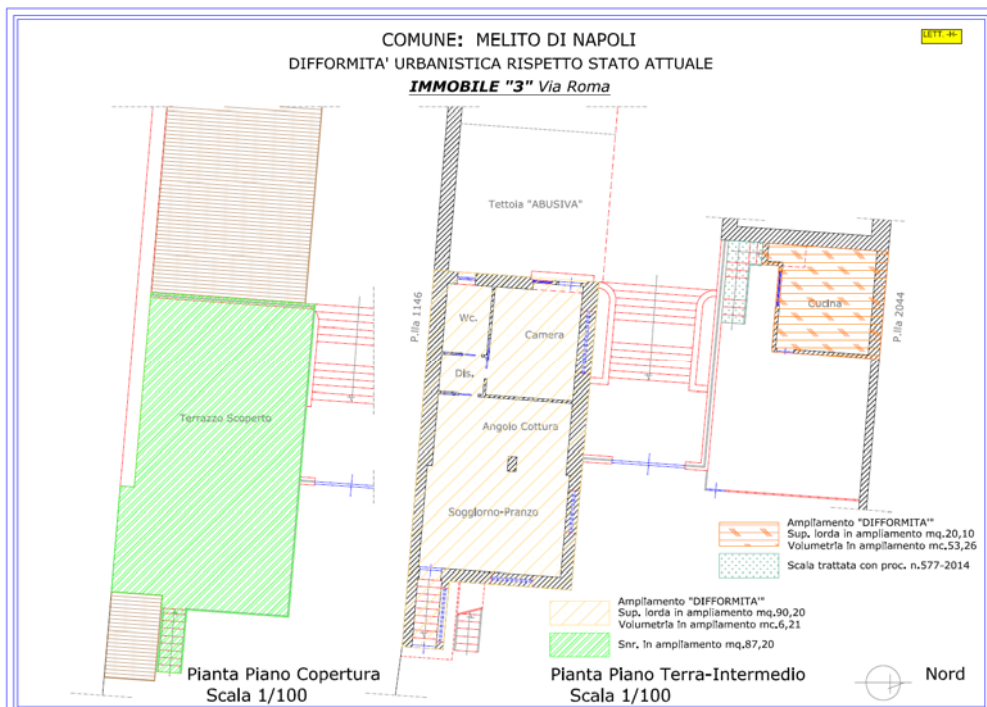 LETT. -H-
COMUNE: MELITO DI NAPOLI
DIFFORMITA' URBANISTICA RISPETTO STATO ATTUALE
IMMOBILE "3" Via Roma
Tettoia "ABUSIVA"
P.lla 1146
Wc.
Camera
Cucina
P.lla 2044
Dis.
Terrazzo Scoperto
Angolo Cottura
Soggiorno-Pranzo
Ampliamento "DIFFORMITA'"
Sup. lorda in ampliamento mq.20,10
Volumetria in ampliamento mc.53,26
Scala trattata con proc. n.577-2014
Ampliamento "DIFFORMITA'"
Sup. lorda in ampliamento mq.90,20
Volumetria in ampliamento mc.6,21
Snr. in ampliamento mq.87,20
Pianta Piano Copertura
Scala 1/100
Pianta Piano Terra-Intermedio
Scala 1/100
Nord